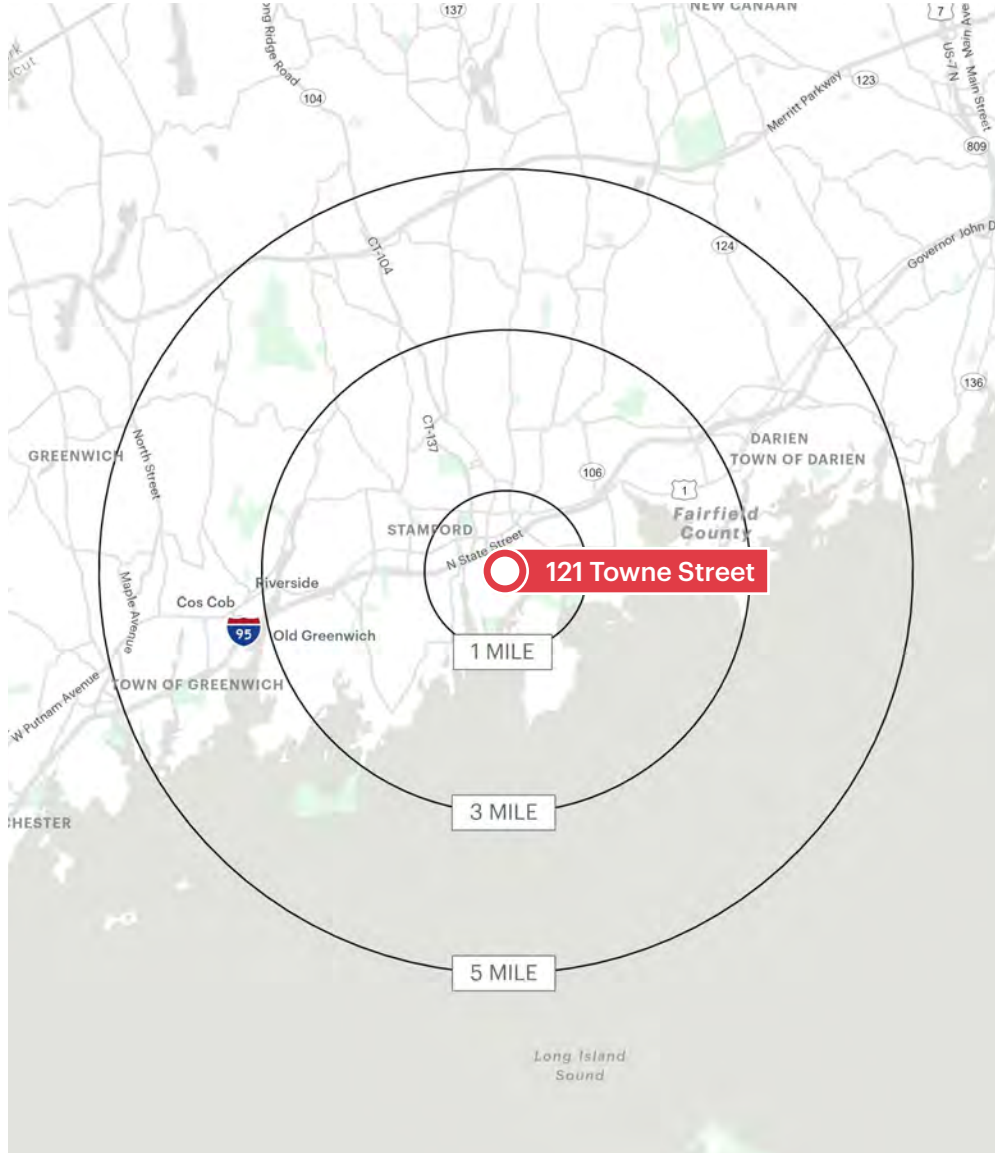 137
NEW CANAAN
7
Ridge Road
104
US-7 N
Main Ave
Main Street
123
Merritt Parkway
809
CT-104
124
Governor John D
136
GREENWICH
North Street
CT-137
DARIEN
TOWN OF DARIEN
106
1
Fairfield
County
STAMFORD
N State Street
121 Towne Street
Riverside
Cos Cob
Maple Avenue
95
Old Greenwich
1 MILE
TOWN OF GREENWICH
W Putnam Avenue
3 MILE
CHESTER
5 MILE
Long Island
Sound